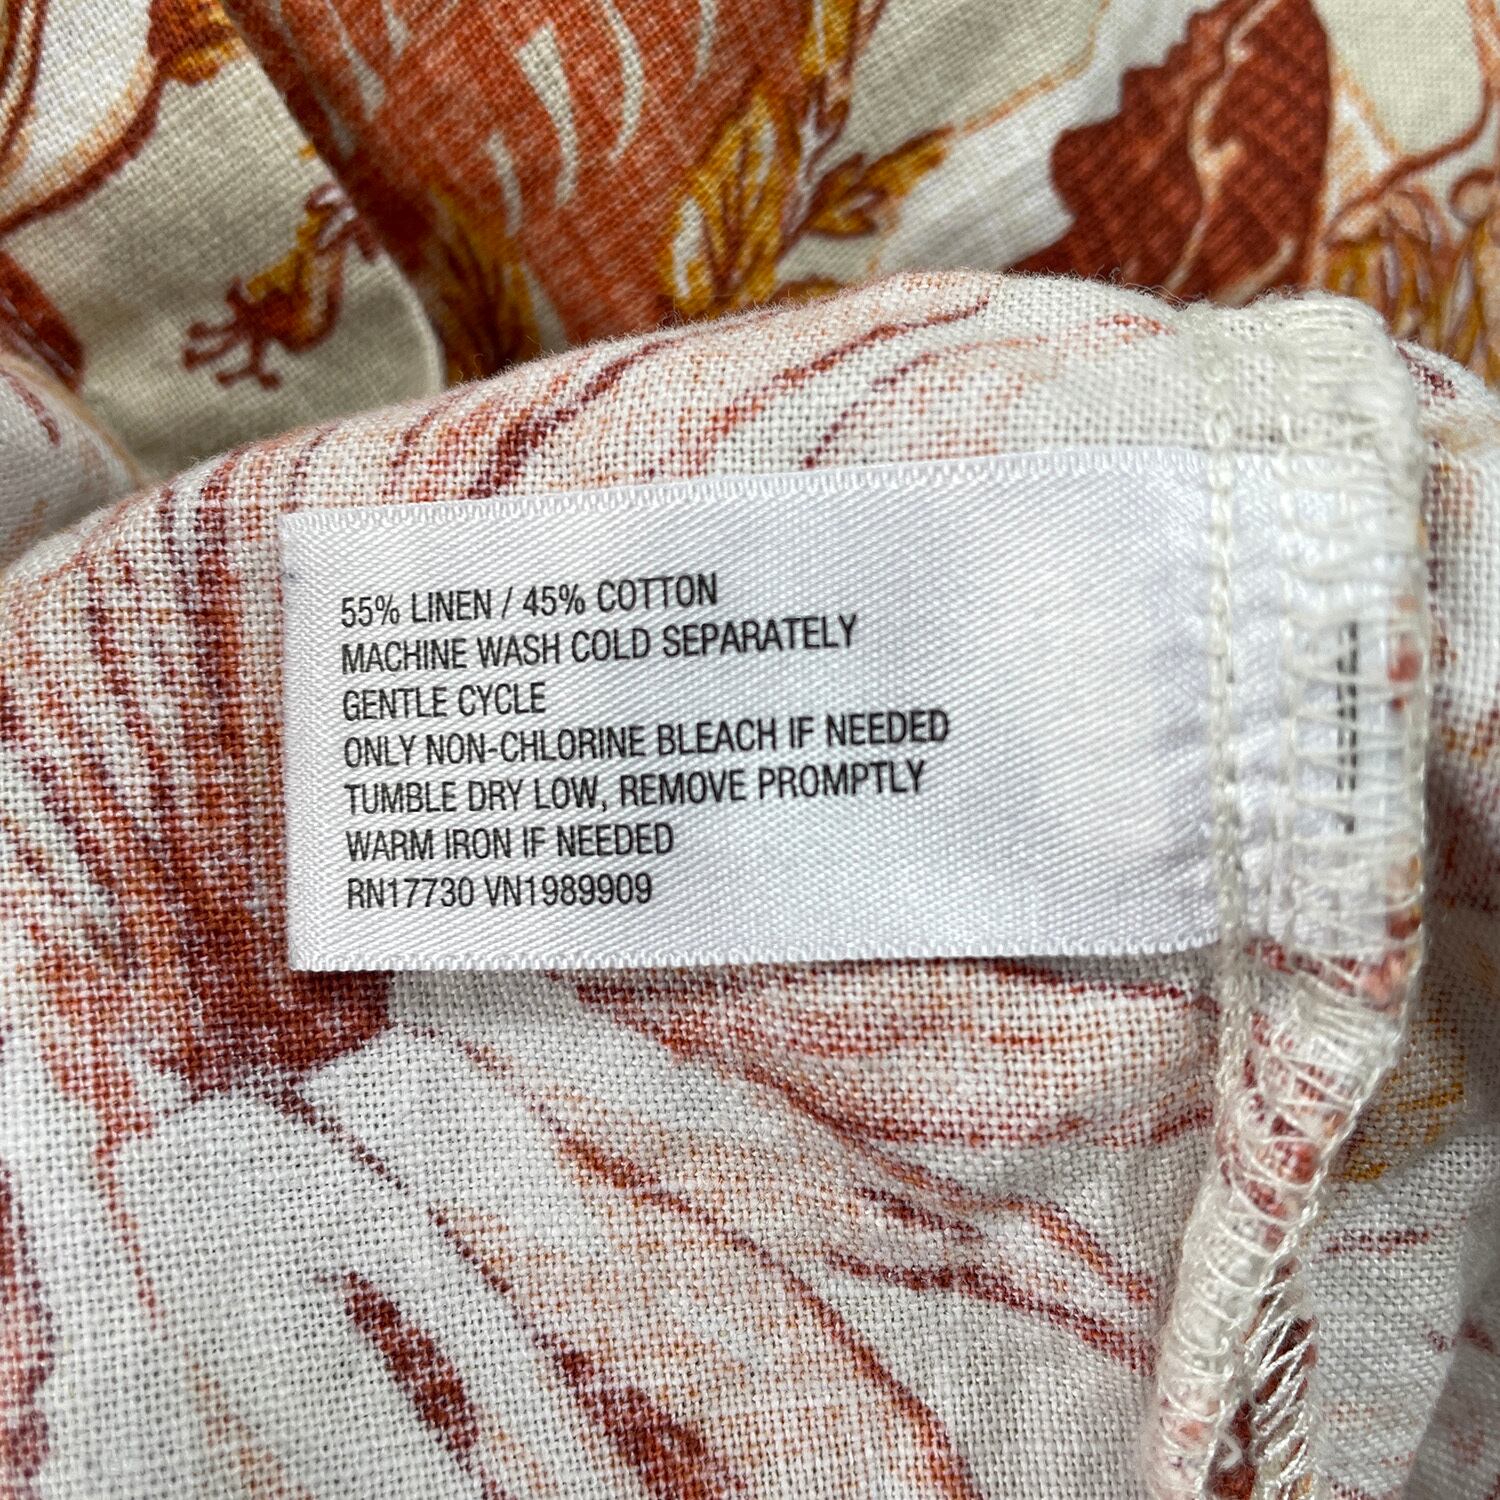 55% LINEN / 45% COTTON
MACHINE WASH COLD SEPARATELY
GENTLE CYCLE
ONLY NON-CHLORINE BLEACH IF NEEDED
TUMBLE DRY LOW, REMOVE PROMPTLY
WARM IRON IF NEEDED
RN17730 VN1989909